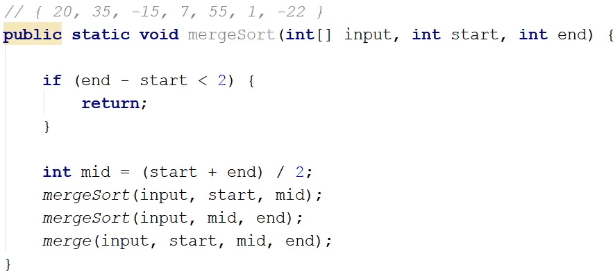 // { 20, 35, -15, 7, 55, 1, -22 }
public static void mergeSort(int[] input, int start, int end) {
if (end - start < 2) {
return;
}
int mid = (start + end) / 2;
mergeSort(input, start, mid);
mergeSort(input, mid, end);
merge(input, start, mid, end);
}